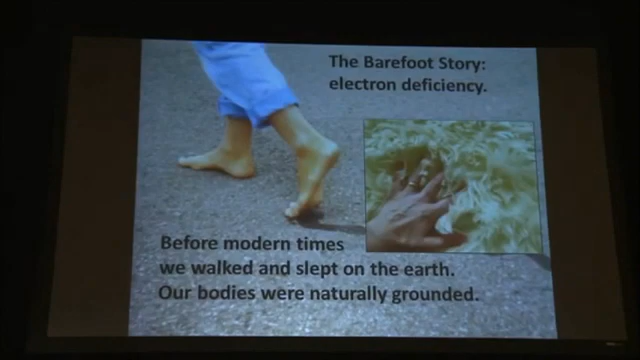 The Barefoot Story:
electron deficiency.
Before modern times
we walked and slept on the earth.
Our bodies were naturally grounded.